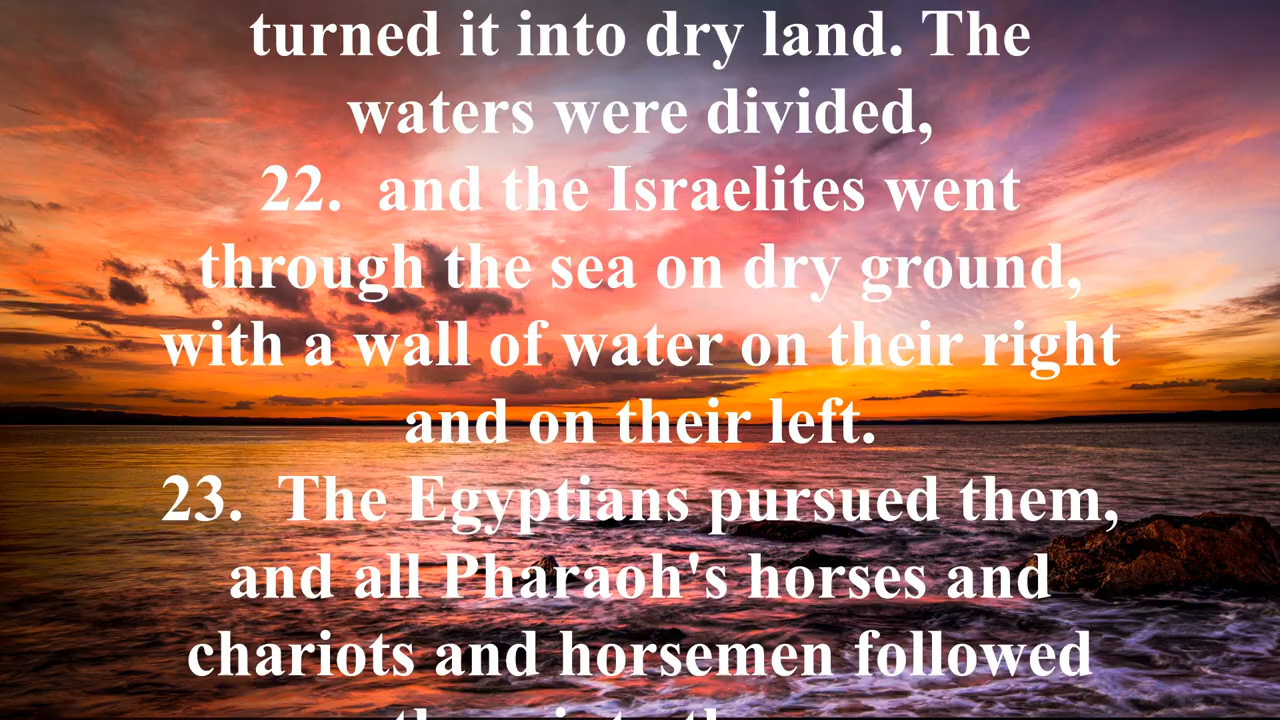 turned it into dry land. The
waters were divided,
22.  and the Israelites went
through the sea on dry ground,
with a wall of water on their right
and on their left.
23.  The Egyptians pursued them,
and all Pharaoh's horses and
chariots and horsemen followed